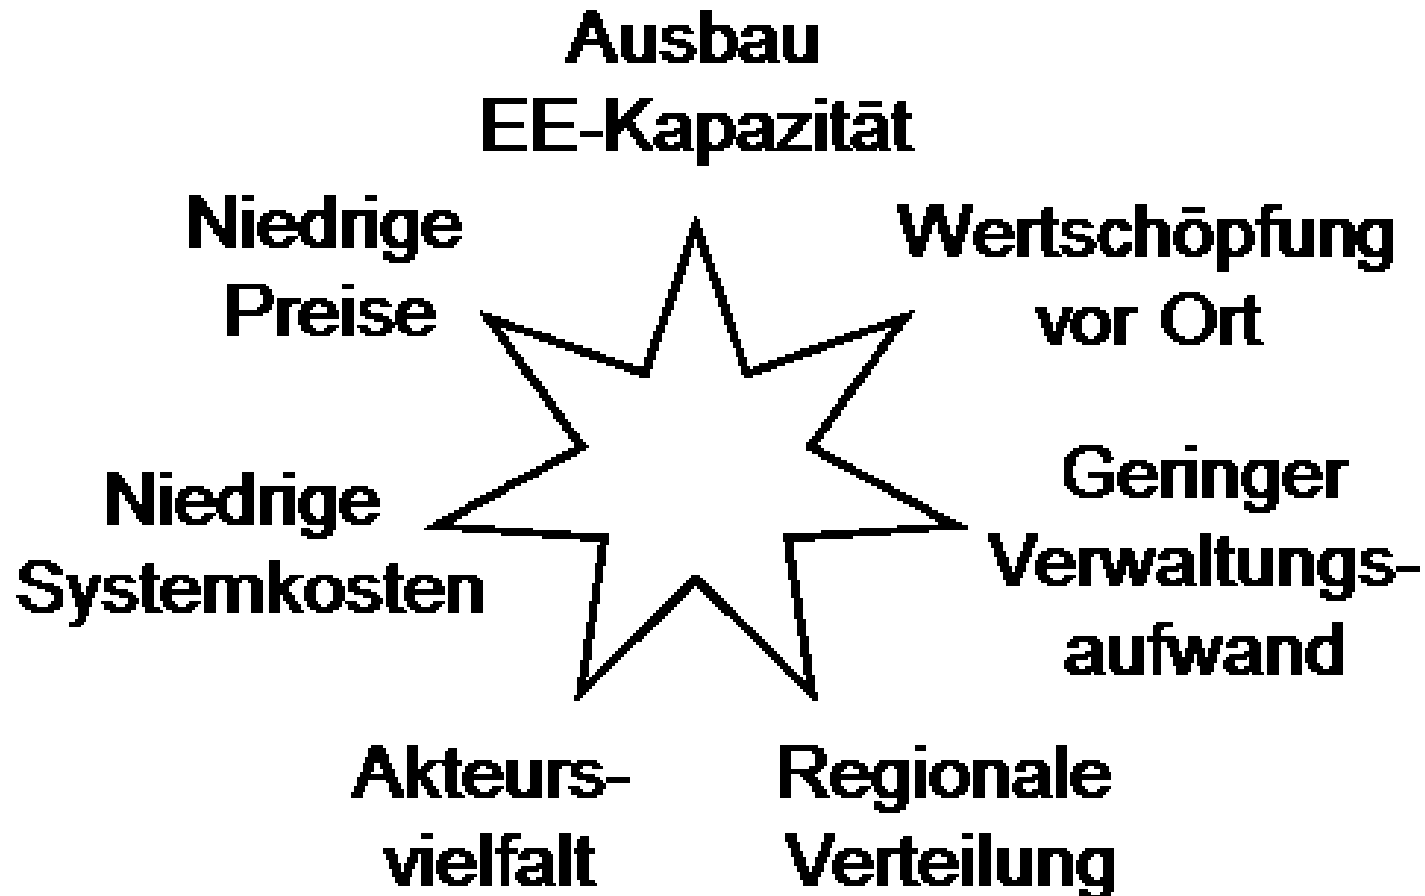 Ausbau
EE-Kapazität
Niedrige
Preise
Wertschöpfung
vor Ort
Niedrige
Systemkosten
Geringer
Verwaltungs-
aufwand
Akteurs-
vielfalt
Regionale
Verteilung